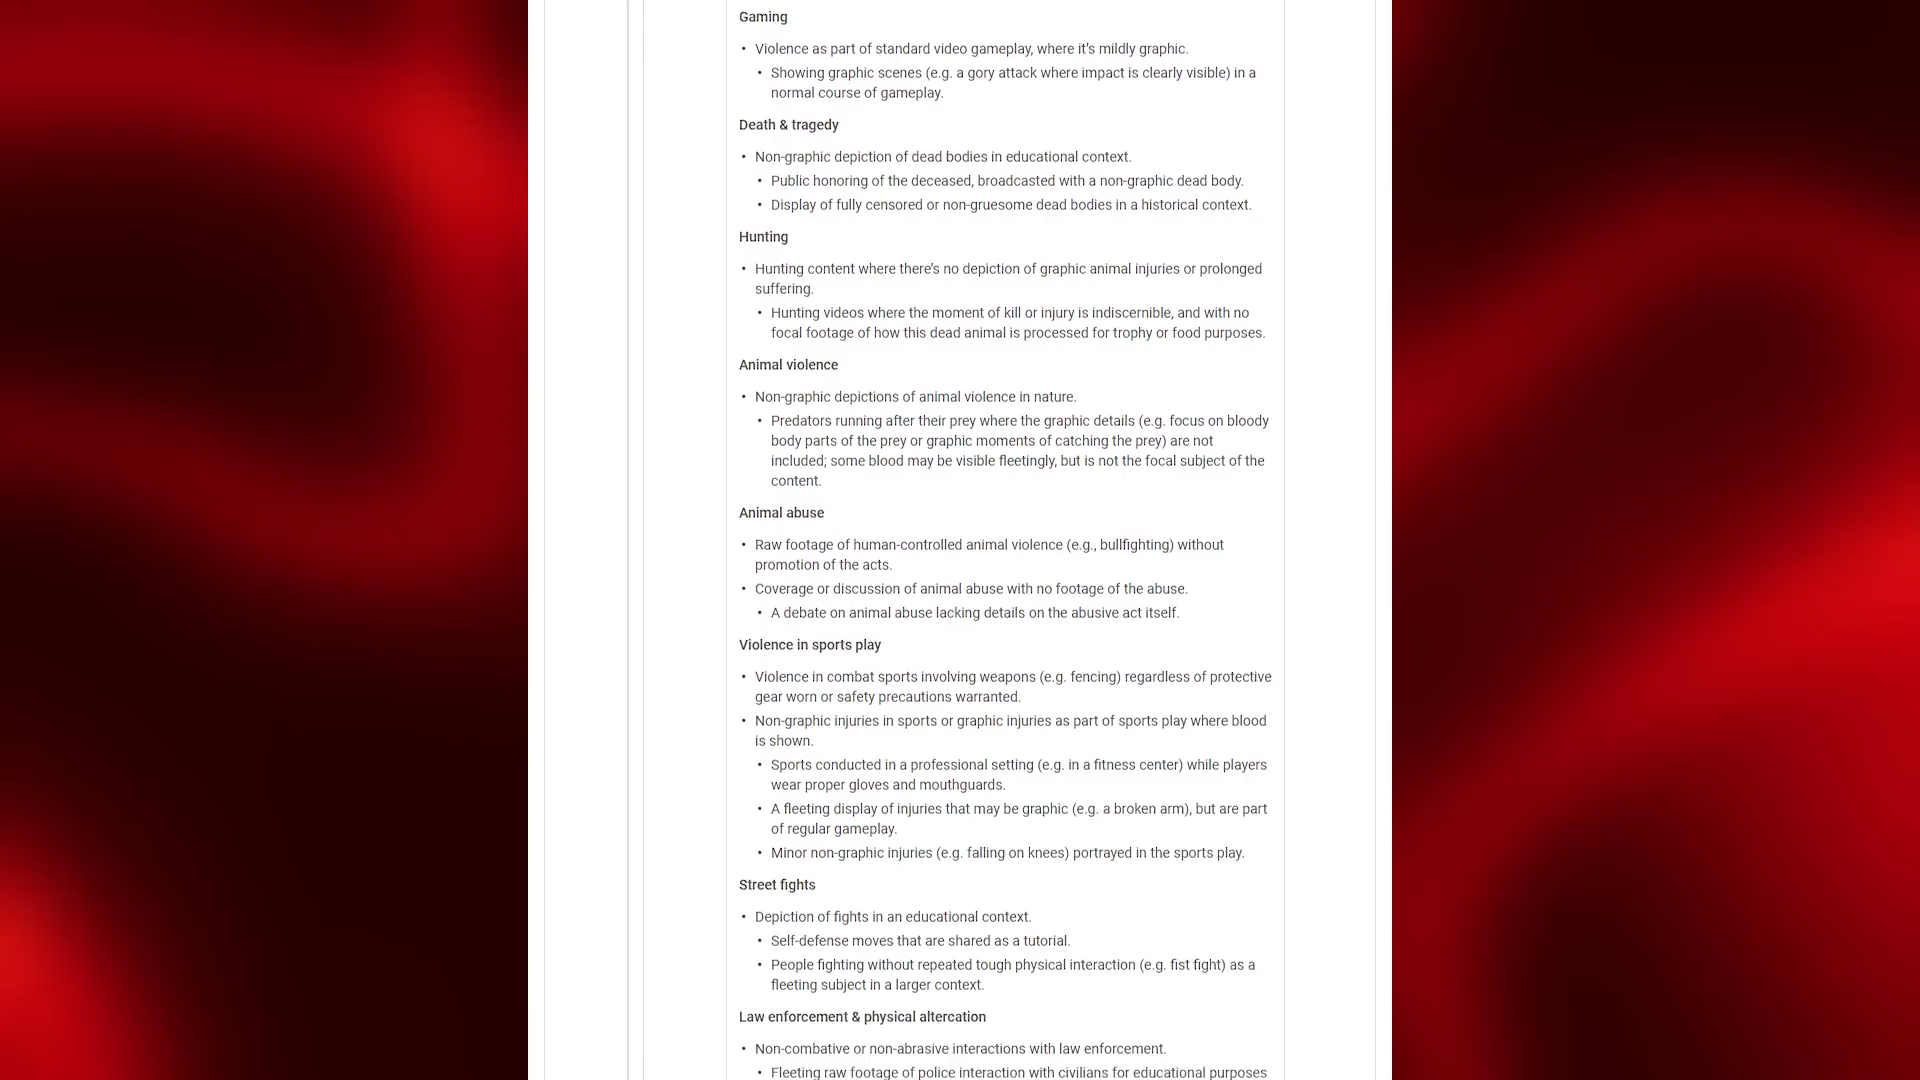 Gaming
• Violence as part of standard video gameplay, where it’s mildly graphic.
• Showing graphic scenes (e.g. a gory attack where impact is clearly visible) in a
normal course of gameplay.
Death & tragedy
• Non-graphic depiction of dead bodies in educational context.
• Public honoring of the deceased, broadcasted with a non-graphic dead body.
• Display of fully censored or non-gruesome dead bodies in a historical context.
Hunting
• Hunting content where there’s no depiction of graphic animal injuries or prolonged
suffering.
• Hunting videos where the moment of kill or injury is indiscernible, and with no
focal footage of how this dead animal is processed for trophy or food purposes.
Animal violence
• Non-graphic depictions of animal violence in nature.
• Predators running after their prey where the graphic details (e.g. focus on bloody
body parts of the prey or graphic moments of catching the prey) are not
included; some blood may be visible fleetingly, but is not the focal subject of the
content.
Animal abuse
• Raw footage of human-controlled animal violence (e.g., bullfighting) without
promotion of the acts.
• Coverage or discussion of animal abuse with no footage of the abuse.
• A debate on animal abuse lacking details on the abusive act itself.
Violence in sports play
• Violence in combat sports involving weapons (e.g. fencing) regardless of protective
gear worn or safety precautions warranted.
• Non-graphic injuries in sports or graphic injuries as part of sports play where blood
is shown.
• Sports conducted in a professional setting (e.g. in a fitness center) while players
wear proper gloves and mouthguards.
• A fleeting display of injuries that may be graphic (e.g. a broken arm), but are part
of regular gameplay.
• Minor non-graphic injuries (e.g. falling on knees) portrayed in the sports play.
Street fights
• Depiction of fights in an educational context.
• Self-defense moves that are shared as a tutorial.
• People fighting without repeated tough physical interaction (e.g. fist fight) as a
fleeting subject in a larger context.
Law enforcement & physical altercation
• Non-combative or non-abrasive interactions with law enforcement.
• Fleeting raw footage of police interaction with civilians for educational purposes